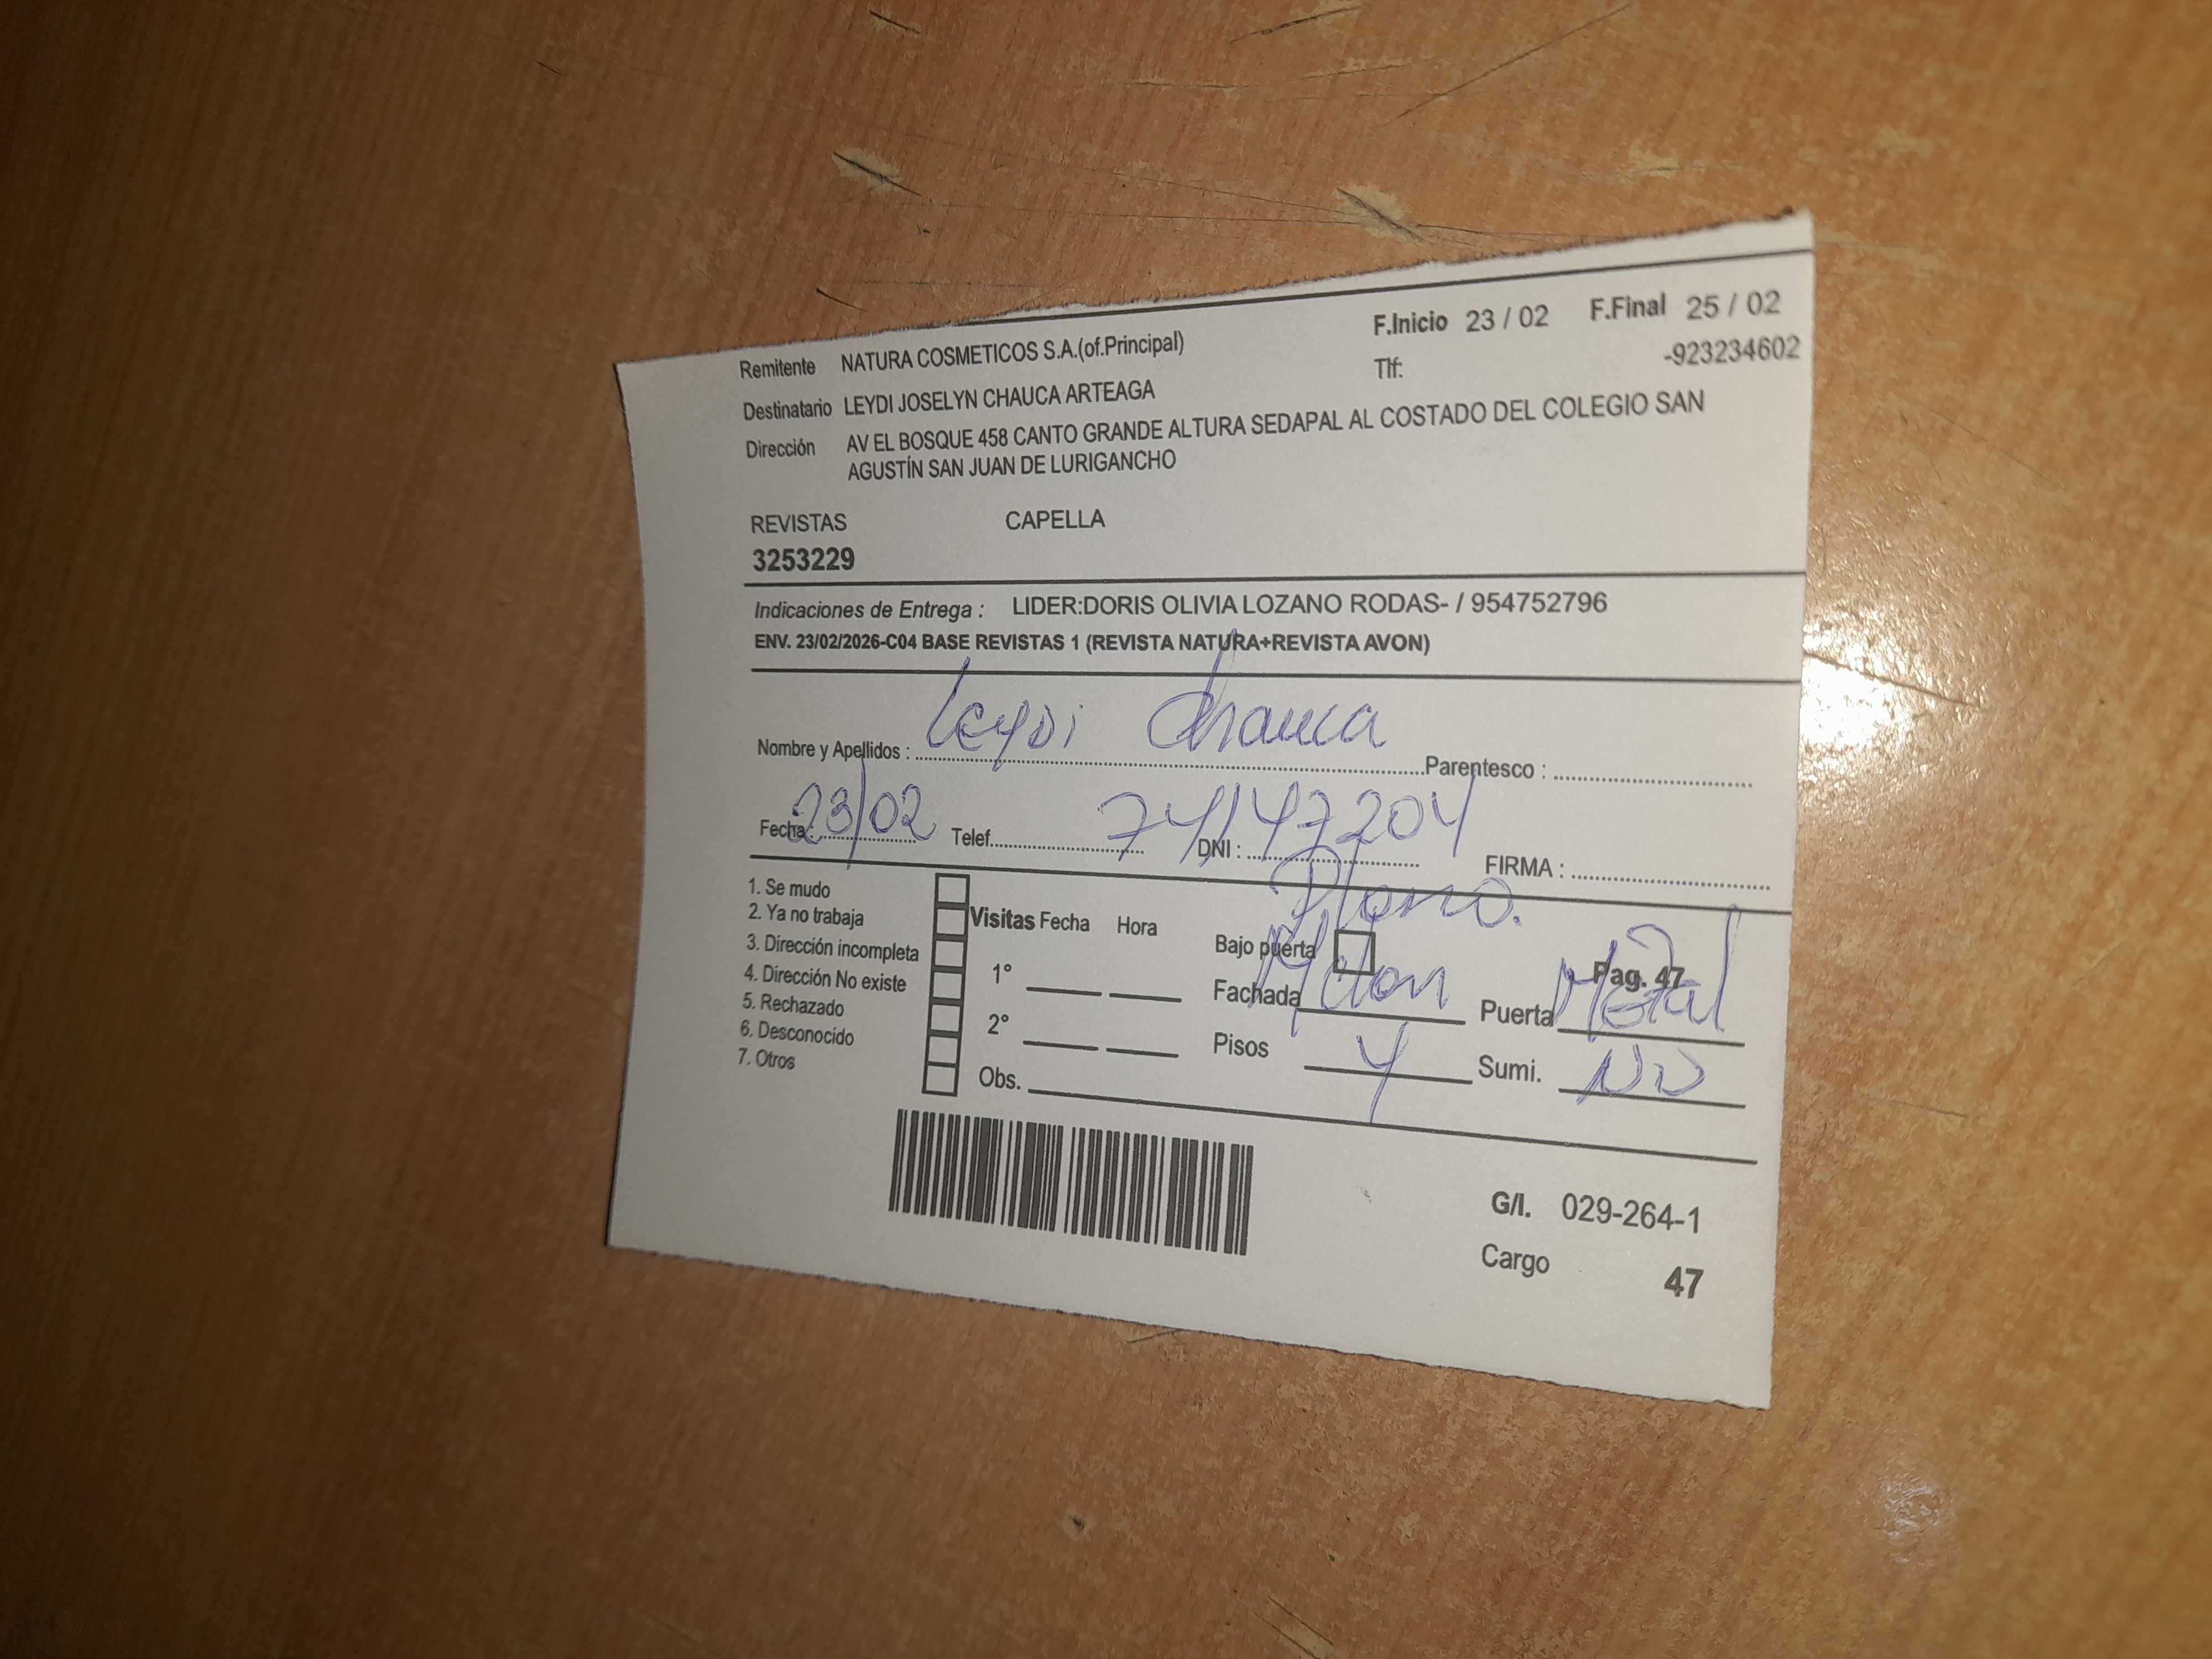 F.Inicio 23 / 02 F.Final 25 / 02
Remitente NATURA COSMETICOS S.A.(of.Principal) Tlf: -923234602
Destinatario LEYDI JOSELYN CHAUCA ARTEAGA
Dirección AV EL BOSQUE 458 CANTO GRANDE ALTURA SEDAPAL AL COSTADO DEL COLEGIO SAN
AGUSTÍN SAN JUAN DE LURIGANCHO
REVISTAS CAPELLA
3253229
Indicaciones de Entrega : LIDER:DORIS OLIVIA LOZANO RODAS- / 954752796
ENV. 23/02/2026-C04 BASE REVISTAS 1 (REVISTA NATURA+REVISTA AVON)
Nombre y Apellidos : Leydi Chauca Parentesco :
Fecha : 23/02 Telef. DNI : 74147204 FIRMA :
1. Se mudo
2. Ya no trabaja
3. Dirección incompleta
4. Dirección No existe
5. Rechazado
6. Desconocido
7. Otros
Visitas Fecha Hora
1°
2°
Obs.
Bajo puerta Pag. 47
Fachada Puerta Metal
Pisos 4 Sumi. NV
G/I. 029-264-1
Cargo 47